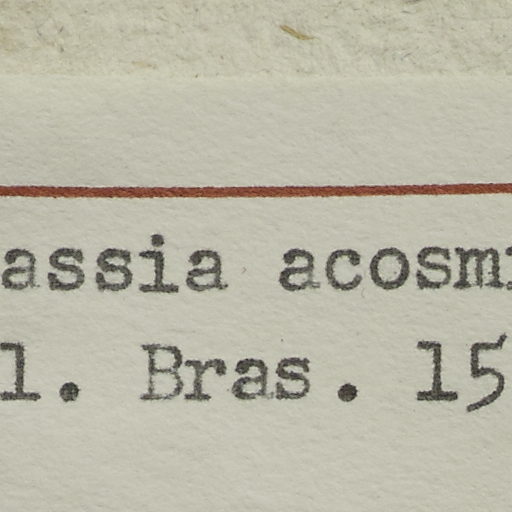 assia acosm
l. Bras. 15